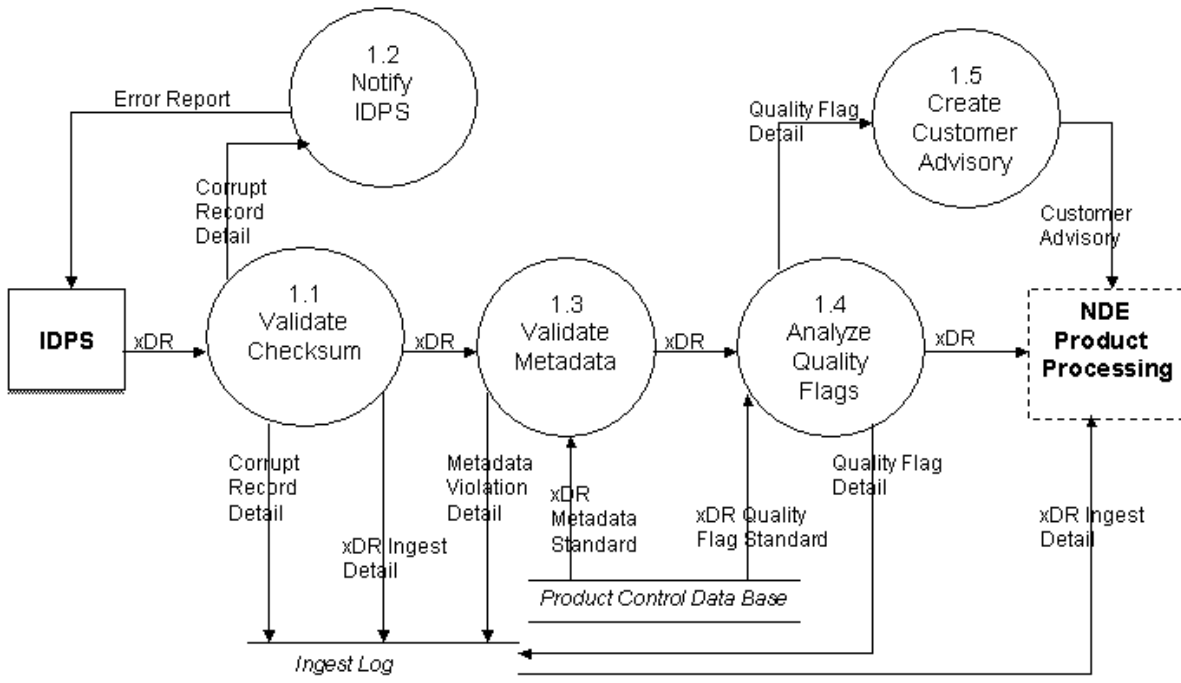 1.2
Notify
IDPS
Error Report
1.5
Create
Customer
Advisory
Quality Flag
Detail
Corrupt
Record
Detail
Customer
Advisory
IDPS
xDR
1.1
Validate
Checksum
xDR
1.3
Validate
Metadata
xDR
1.4
Analyze
Quality
Flags
xDR
NDE
Product
Processing
Corrupt
Record
Detail
xDR Ingest
Detail
Metadata
Violation
Detail
xDR
Metadata
Standard
xDR Quality
Flag Standard
Quality Flag
Detail
xDR Ingest
Detail
Product Control Data Base
Ingest Log